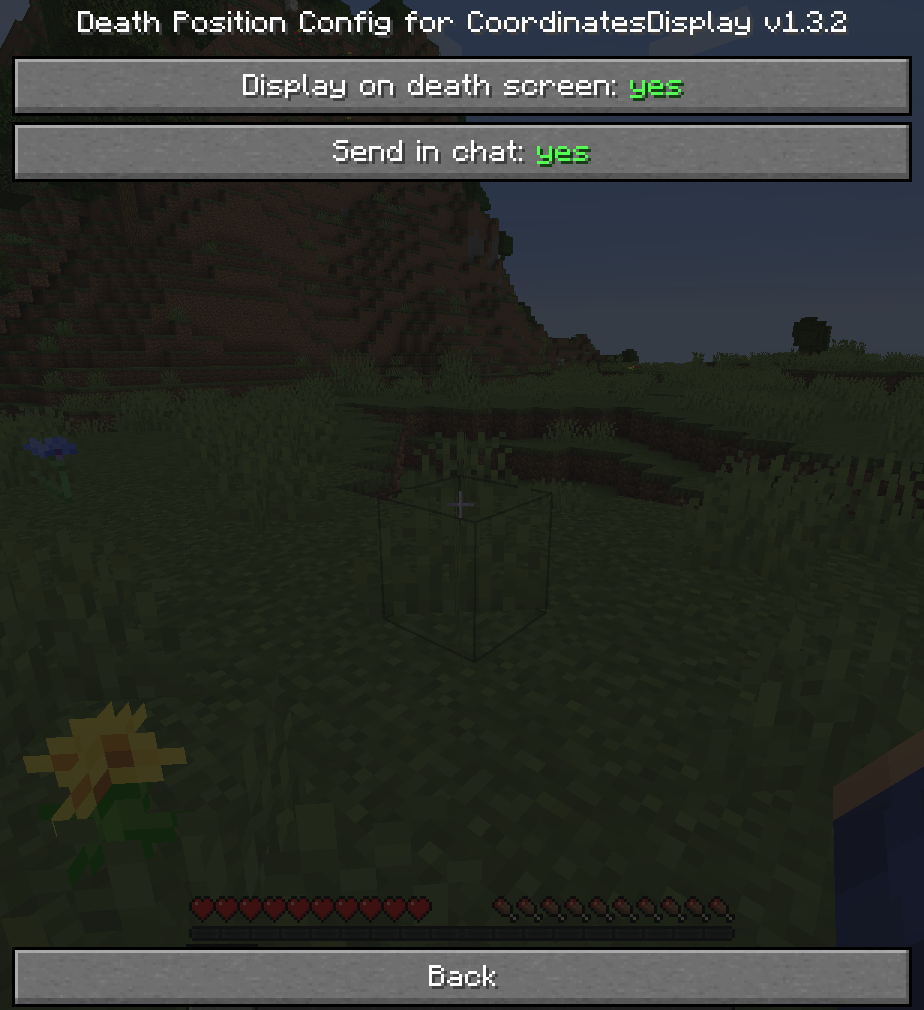 Death Position Config for CoordinatesDisplay v1.3.2
Display on death screen: yes
Send in chat: yes
Back